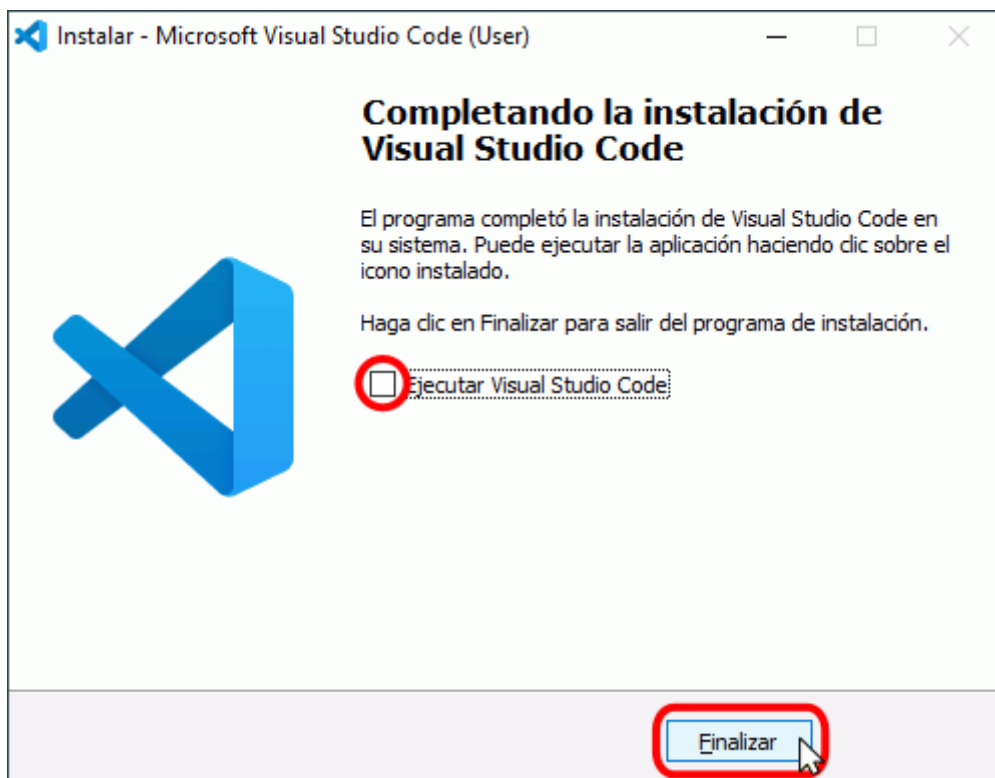 Instalar - Microsoft Visual Studio Code (User)
Completando la instalación de
Visual Studio Code
El programa completó la instalación de Visual Studio Code en
su sistema. Puede ejecutar la aplicación haciendo clic sobre el
icono instalado.
Haga clic en Finalizar para salir del programa de instalación.
Ejecutar Visual Studio Code
Finalizar